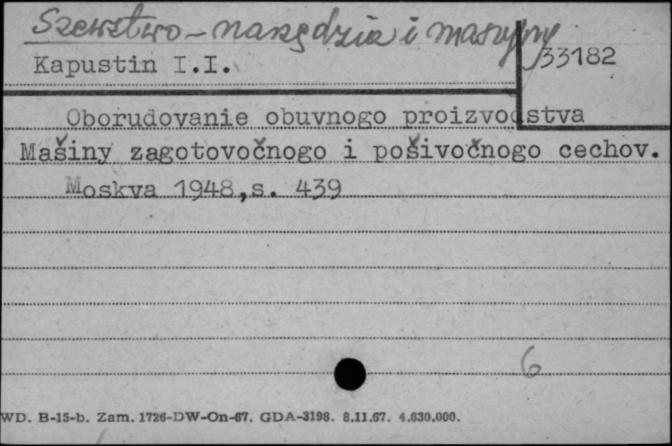 Szewstwo – narzędzia i maszyny
33182
Kapustin I.I.
Oborudovanie obuvnogo proizvodstva
Mašiny zagotovočnogo i pošivočnogo cechov.
Moskva 1948,s. 439
6
WD. B-15-b. Zam. 1726-DW-On-67. GDA-3198. 8.11.67. 4.630.000.